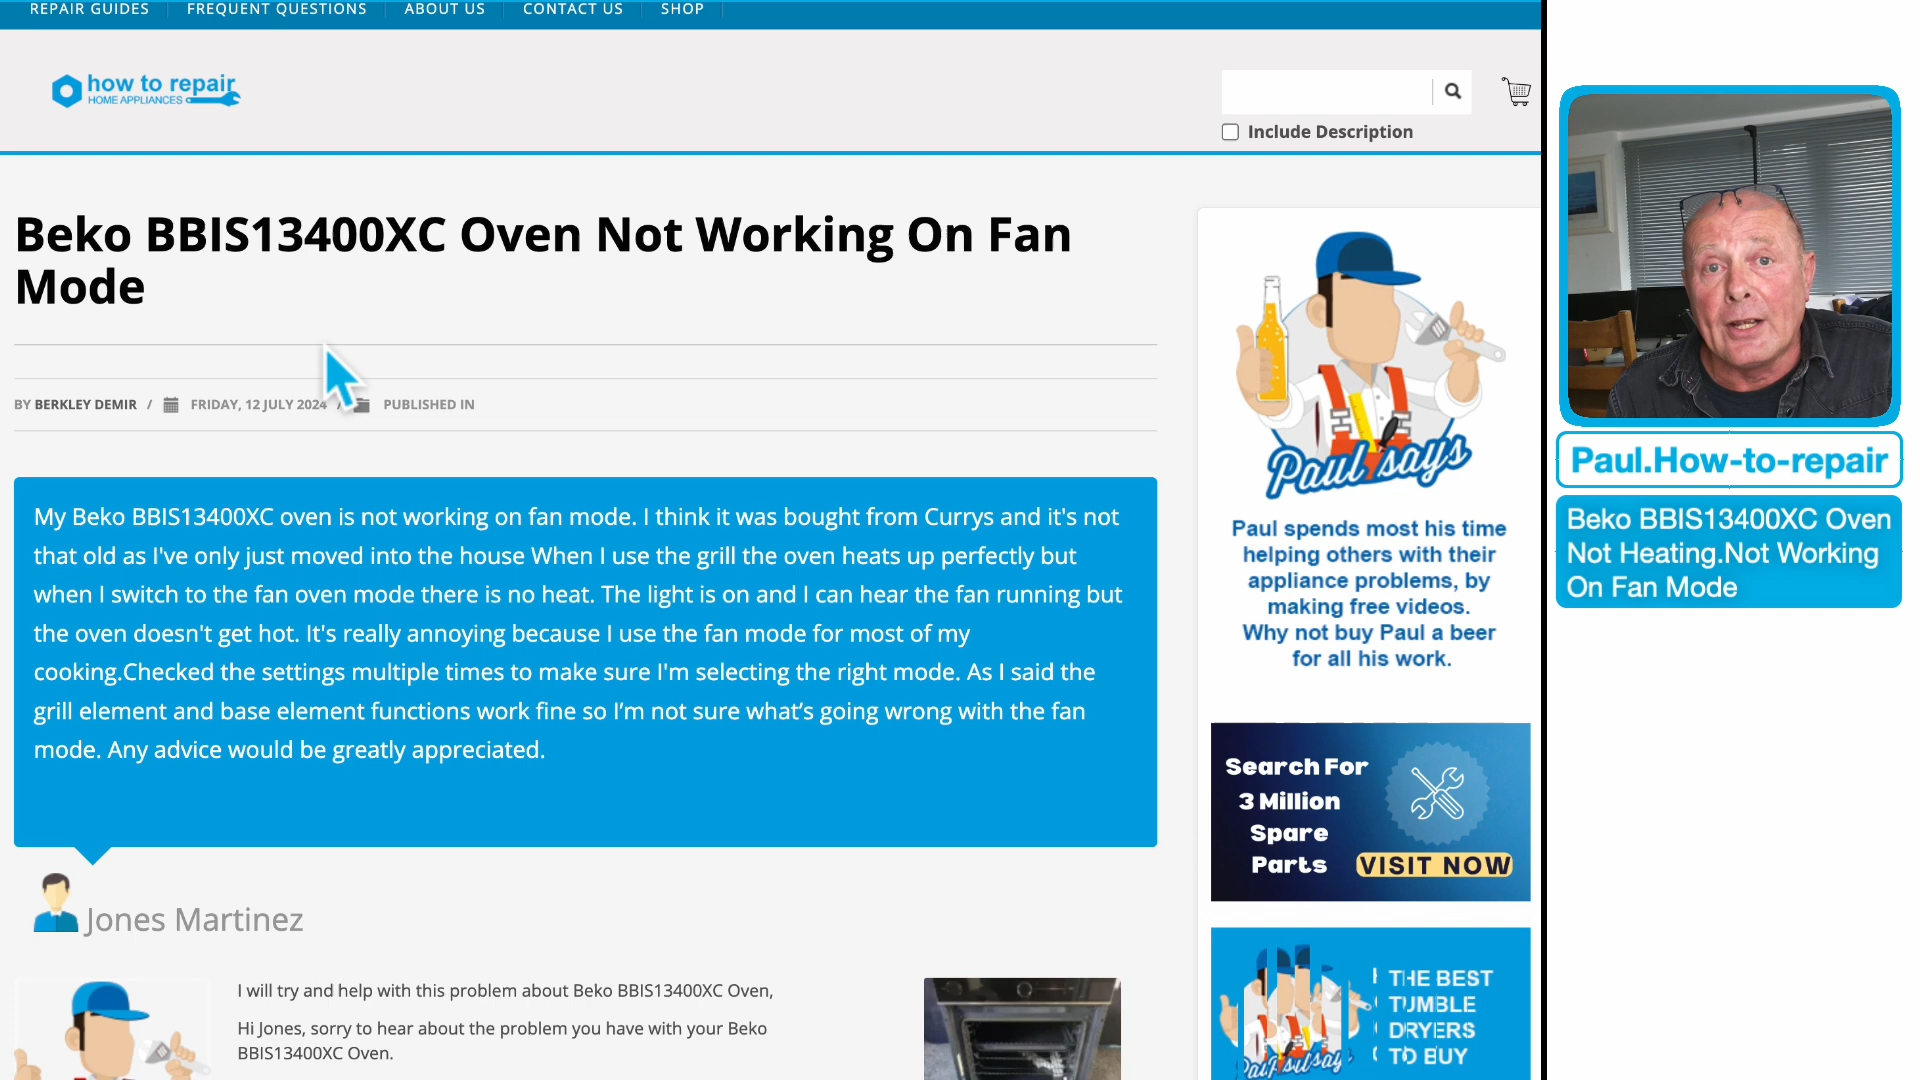 REPAIR GUIDES
FREQUENT QUESTIONS
ABOUT US
CONTACT US
SHOP
how to repair
HOME APPLIANCES
Include Description
Beko BBIS13400XC Oven Not Working On Fan
Mode
BY BERKLEY DEMIR / FRIDAY, 12 JULY 2024 / PUBLISHED IN
My Beko BBIS13400XC oven is not working on fan mode. I think it was bought from Currys and it's not
that old as I've only just moved into the house When I use the grill the oven heats up perfectly but
when I switch to the fan oven mode there is no heat. The light is on and I can hear the fan running but
the oven doesn't get hot. It's really annoying because I use the fan mode for most of my
cooking.Checked the settings multiple times to make sure I'm selecting the right mode. As I said the
grill element and base element functions work fine so I’m not sure what’s going wrong with the fan
mode. Any advice would be greatly appreciated.
Jones Martinez
I will try and help with this problem about Beko BBIS13400XC Oven,
Hi Jones, sorry to hear about the problem you have with your Beko
BBIS13400XC Oven.
Paul says
Paul spends most his time
helping others with their
appliance problems, by
making free videos.
Why not buy Paul a beer
for all his work.
Search For
3 Million
Spare
Parts
VISIT NOW
THE BEST
TUMBLE
DRYERS
TO BUY
Paul.How-to-repair
Beko BBIS13400XC Oven
Not Heating.Not Working
On Fan Mode